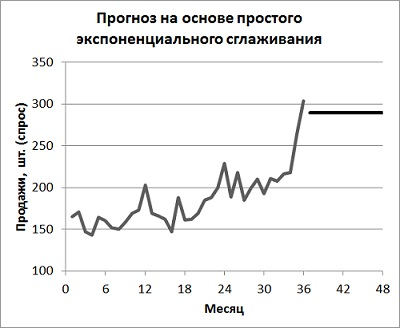 Прогноз на основе простого
экспоненциального сглаживания
Продажи, шт. (спрос)
350
300
250
200
150
100
0 6 12 18 24 30 36 42 48
Месяц